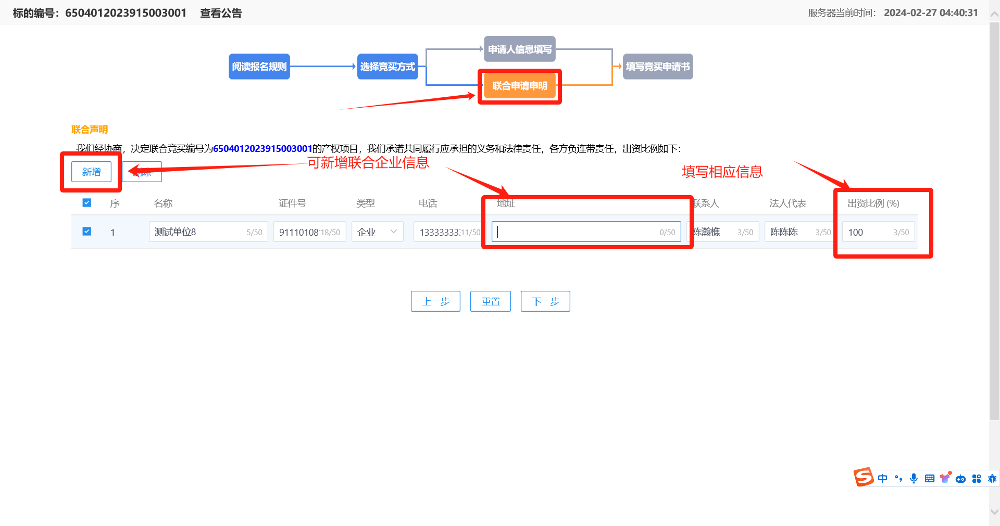 标的编号：6504012023915003001 查看公告
服务器当前时间： 2024-02-27 04:40:31
申请人信息填写
阅读报名规则 选择竞买方式 填写竞买申请书
联合申请申明
联合声明
我们经协商，决定联合竞买编号为6504012023915003001的产权项目，我们承诺共同履行应承担的义务和法律责任，各方负连带责任，出资比例如下：
可新增联合企业信息
填写相应信息
新增 删除
序 名称 证件号 类型 电话 地址 联系人 法人代表 出资比例 (%)
1 测试单位8 5/50 91110108 18/50 企业 13333333 11/50 0/50 陈瀚樵 3/50 陈陈陈 3/50 100 3/50
上一步 重置 下一步
S 中